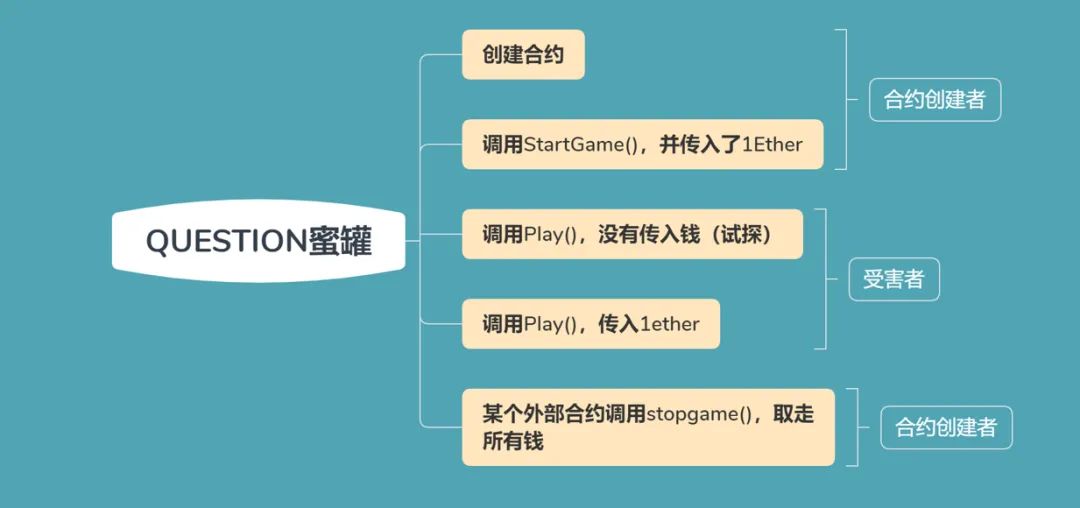 QUESTION蜜罐
创建合约
调用StartGame()，并传入了1Ether
合约创建者
调用Play()，没有传入钱（试探）
调用Play()，传入1ether
受害者
某个外部合约调用stopgame()，取走
所有钱
合约创建者